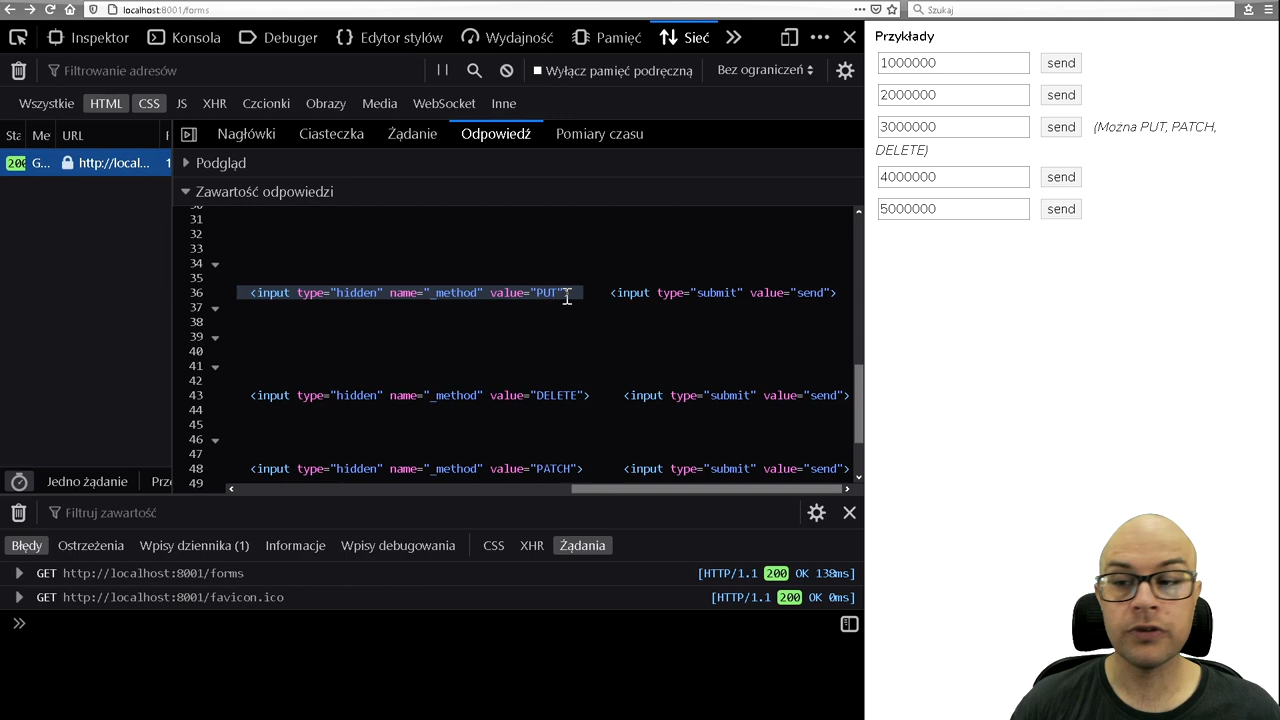 localhost:8001/forms
Szukaj
Inspektor Konsola Debuger Edytor stylów Wydajność Pamięć Sieć
Filtrowanie adresów
Wyłącz pamięć podręczną Bez ograniczeń
Wszystkie HTML CSS JS XHR Czcionki Obrazy Media WebSocket Inne
Sta Me URL
Nagłówki Ciasteczka Żądanie Odpowiedź Pomiary czasu
200 G... http://local... 1
Podgląd
Zawartość odpowiedzi
30
31
32
33
34
35
36 <input type="hidden" name="_method" value="PUT"> <input type="submit" value="send">
37
38
39
40
41
42
43 <input type="hidden" name="_method" value="DELETE"> <input type="submit" value="send">
44
45
46
47
48 <input type="hidden" name="_method" value="PATCH"> <input type="submit" value="send">
49
Jedno żądanie Prze
Filtruj zawartość
Błędy Ostrzeżenia Wpisy dziennika (1) Informacje Wpisy debugowania CSS XHR Żądania
GET http://localhost:8001/forms [HTTP/1.1 200 OK 138ms]
GET http://localhost:8001/favicon.ico [HTTP/1.1 200 OK 0ms]
Przykłady
1000000 send
2000000 send
3000000 send (Można PUT, PATCH,
DELETE)
4000000 send
5000000 send